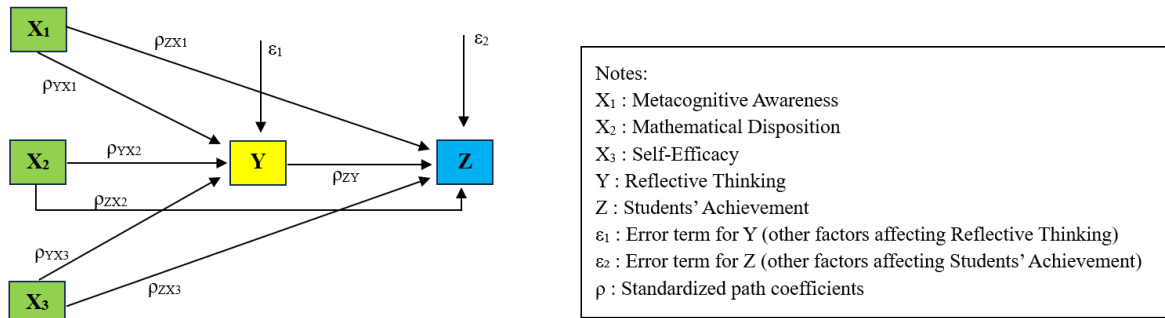 X₁
ρZX1
ε₁
ε₂
ρYX1
X₂
ρYX2
Y
ρZY
Z
ρZX2
ρYX3
X₃
ρZX3
Notes:
X₁ : Metacognitive Awareness
X₂ : Mathematical Disposition
X₃ : Self-Efficacy
Y : Reflective Thinking
Z : Students’ Achievement
ε₁ : Error term for Y (other factors affecting Reflective Thinking)
ε₂ : Error term for Z (other factors affecting Students’ Achievement)
ρ : Standardized path coefficients